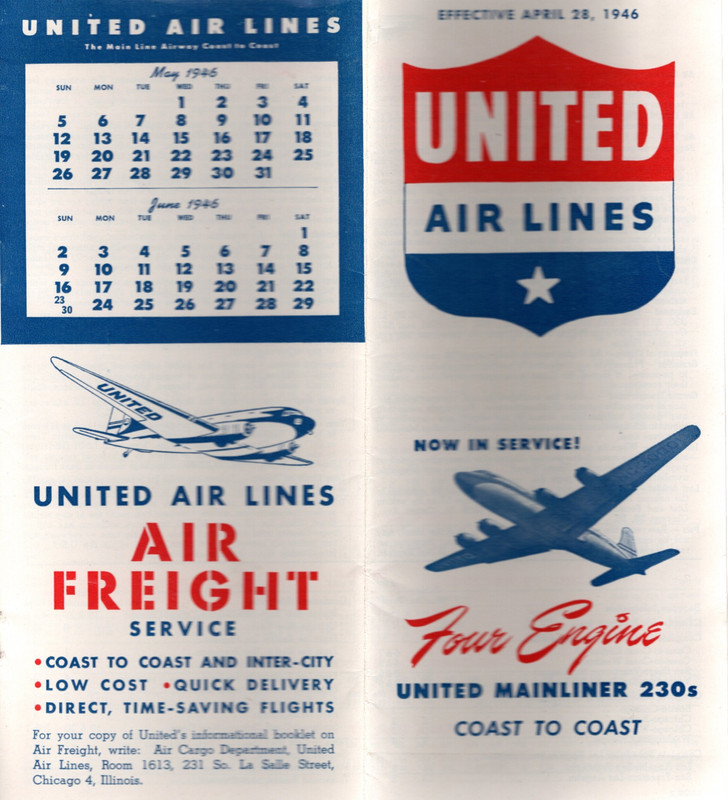 UNITED AIR LINES
The Main Line Airway Coast to Coast
May 1946
SUN MON TUE WED THU FRI SAT
1 2 3 4
5 6 7 8 9 10 11
12 13 14 15 16 17 18
19 20 21 22 23 24 25
26 27 28 29 30 31
June 1946
SUN MON TUE WED THU FRI SAT
1
2 3 4 5 6 7 8
9 10 11 12 13 14 15
16 17 18 19 20 21 22
23 30 24 25 26 27 28 29
UNITED
UNITED AIR LINES
AIR
FREIGHT
SERVICE
•COAST TO COAST AND INTER-CITY
•LOW COST •QUICK DELIVERY
•DIRECT, TIME-SAVING FLIGHTS
For your copy of United's informational booklet on
Air Freight, write: Air Cargo Department, United
Air Lines, Room 1613, 231 So. La Salle Street,
Chicago 4, Illinois.
EFFECTIVE APRIL 28, 1946
UNITED
AIR LINES
NOW IN SERVICE!
Four Engine
UNITED MAINLINER 230s
COAST TO COAST